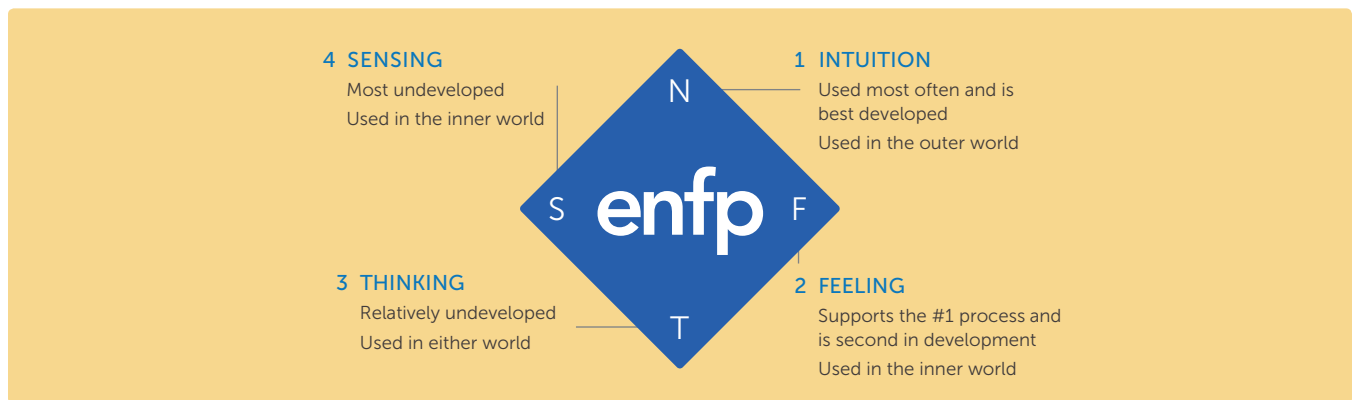 4 SENSING
Most undeveloped
Used in the inner world
N
1 INTUITION
Used most often and is
best developed
Used in the outer world
S
enfp
F
3 THINKING
Relatively undeveloped
Used in either world
T
2 FEELING
Supports the #1 process and
is second in development
Used in the inner world